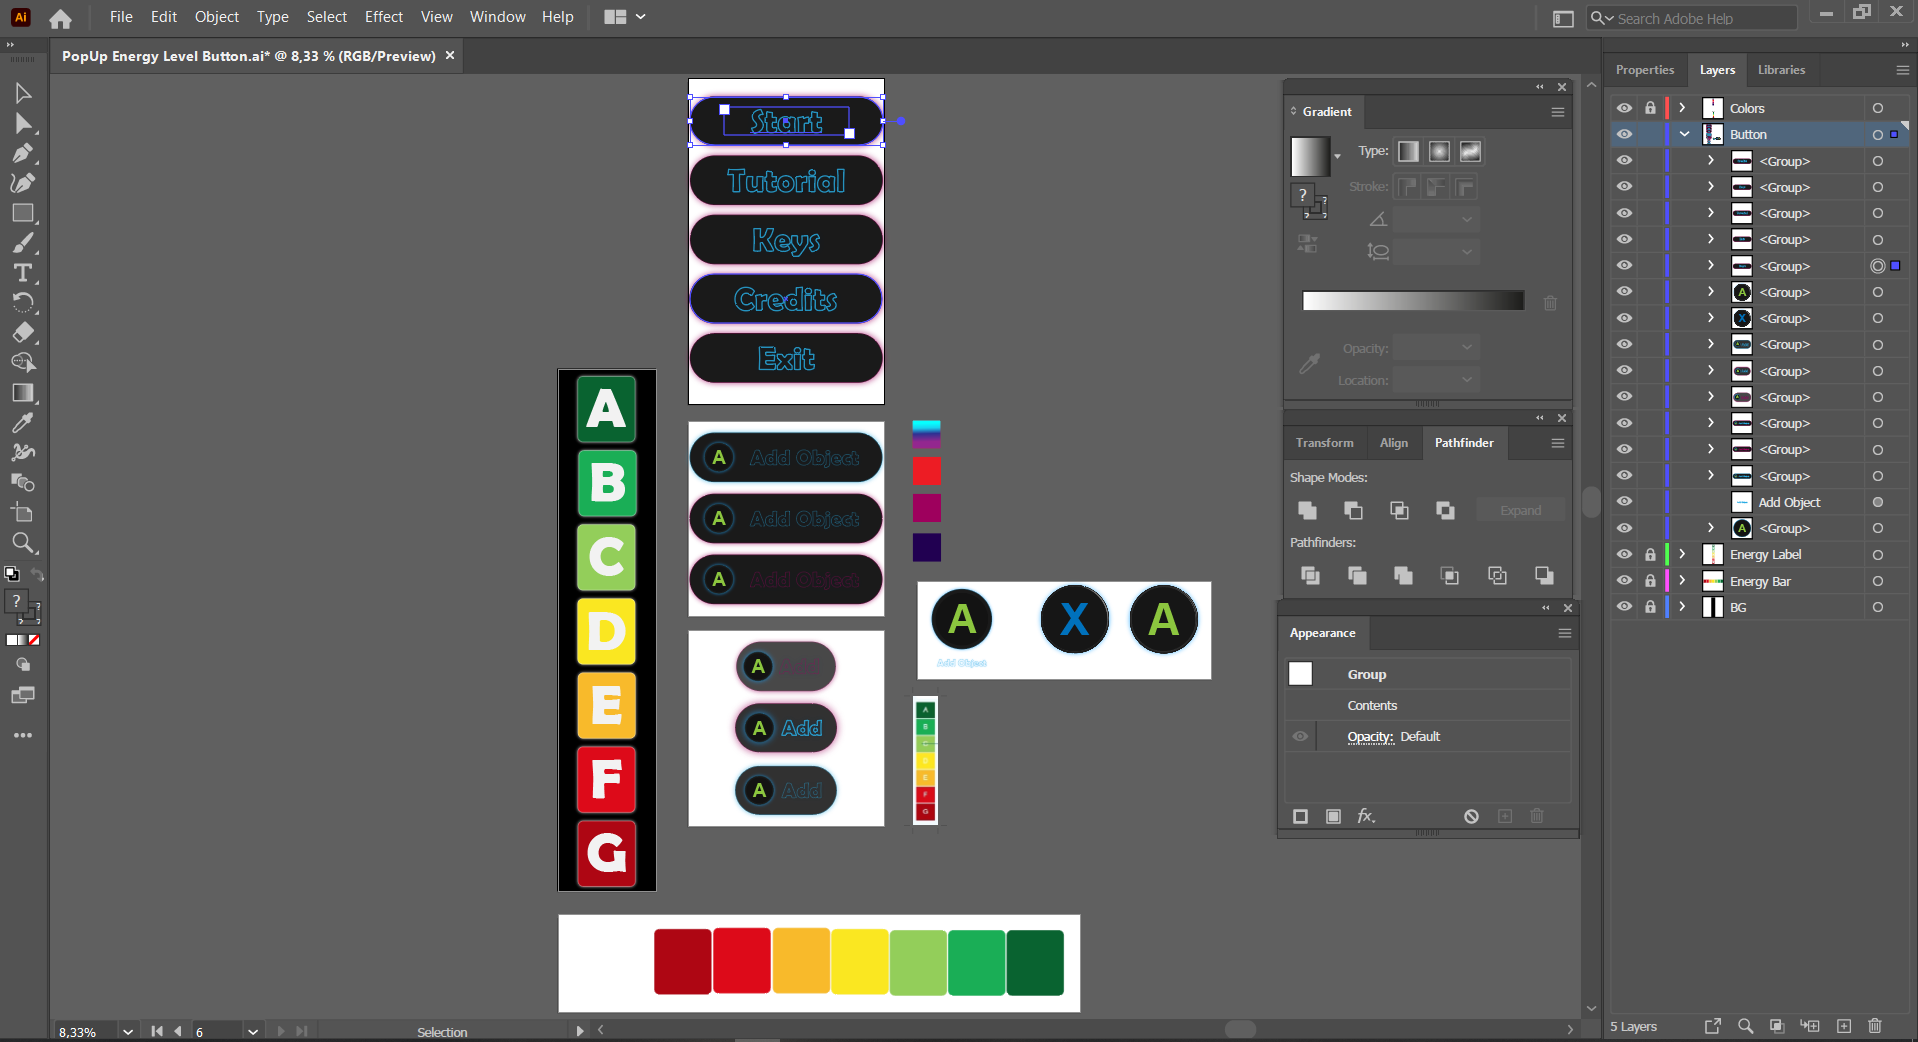 Ai
File Edit Object Type Select Effect View Window Help
Search Adobe Help
PopUp Energy Level Button.ai* @ 8,33 % (RGB/Preview) ×
Start
Tutorial
Keys
Credits
Exit
A
B
C
D
E
F
G
A Add Object
A Add Object
A Add Object
A
A Add
A Add
A X A
Add Object
A
B
D
E
F
G
8,33%
6
Selection
Gradient
Type:
Stroke:
?
Opacity:
Location:
Transform Align Pathfinder
Shape Modes:
Expand
Pathfinders:
Appearance
Group
Contents
Opacity: Default
fx
Properties Layers Libraries
Colors
Button
<Group>
<Group>
<Group>
<Group>
<Group>
<Group>
<Group>
<Group>
<Group>
<Group>
<Group>
<Group>
<Group>
Add Object
<Group>
Energy Label
Energy Bar
BG
5 Layers